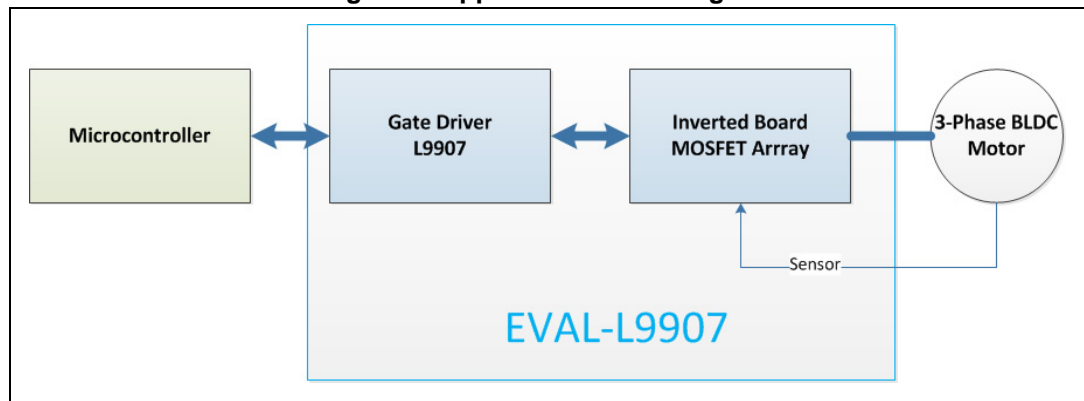 Microcontroller
Gate Driver
L9907
Inverted Board
MOSFET Arrray
3-Phase BLDC
Motor
Sensor
EVAL-L9907